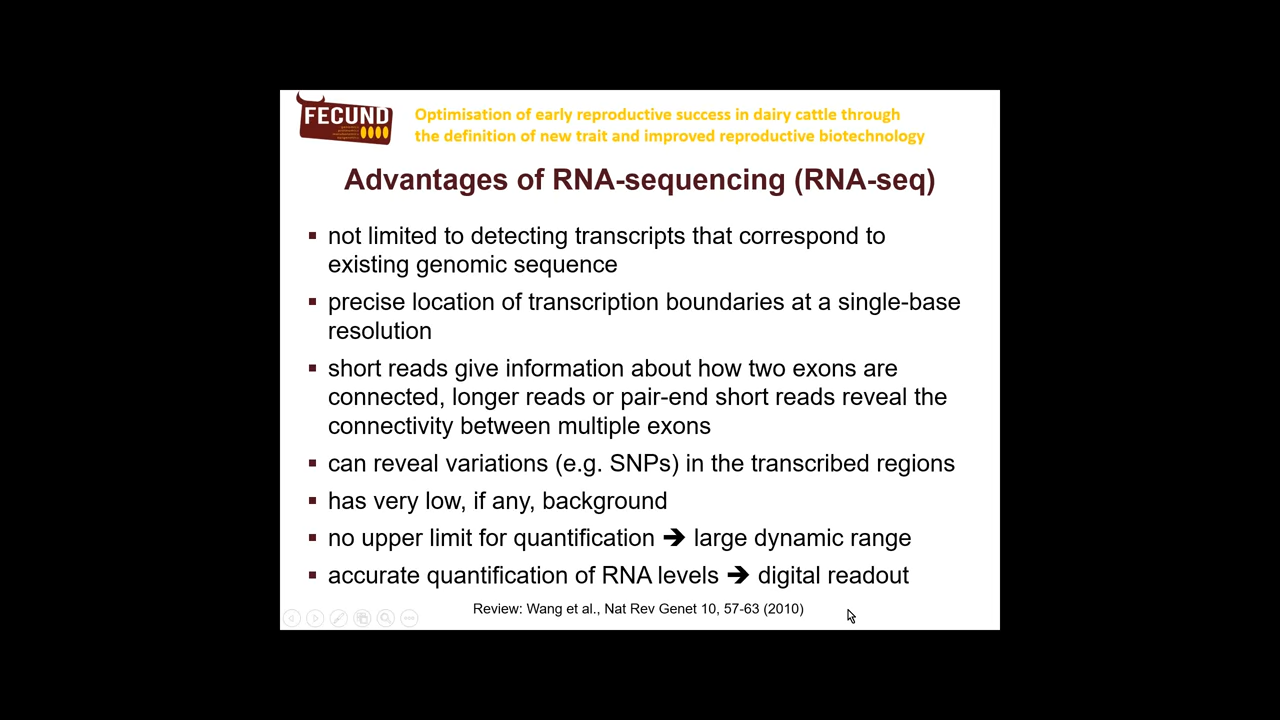 FECUND
Optimisation of early reproductive success in dairy cattle through
the definition of new trait and improved reproductive biotechnology
Advantages of RNA-sequencing (RNA-seq)
▪ not limited to detecting transcripts that correspond to
existing genomic sequence
▪ precise location of transcription boundaries at a single-base
resolution
▪ short reads give information about how two exons are
connected, longer reads or pair-end short reads reveal the
connectivity between multiple exons
▪ can reveal variations (e.g. SNPs) in the transcribed regions
▪ has very low, if any, background
▪ no upper limit for quantification ➔ large dynamic range
▪ accurate quantification of RNA levels ➔ digital readout
Review: Wang et al., Nat Rev Genet 10, 57-63 (2010)